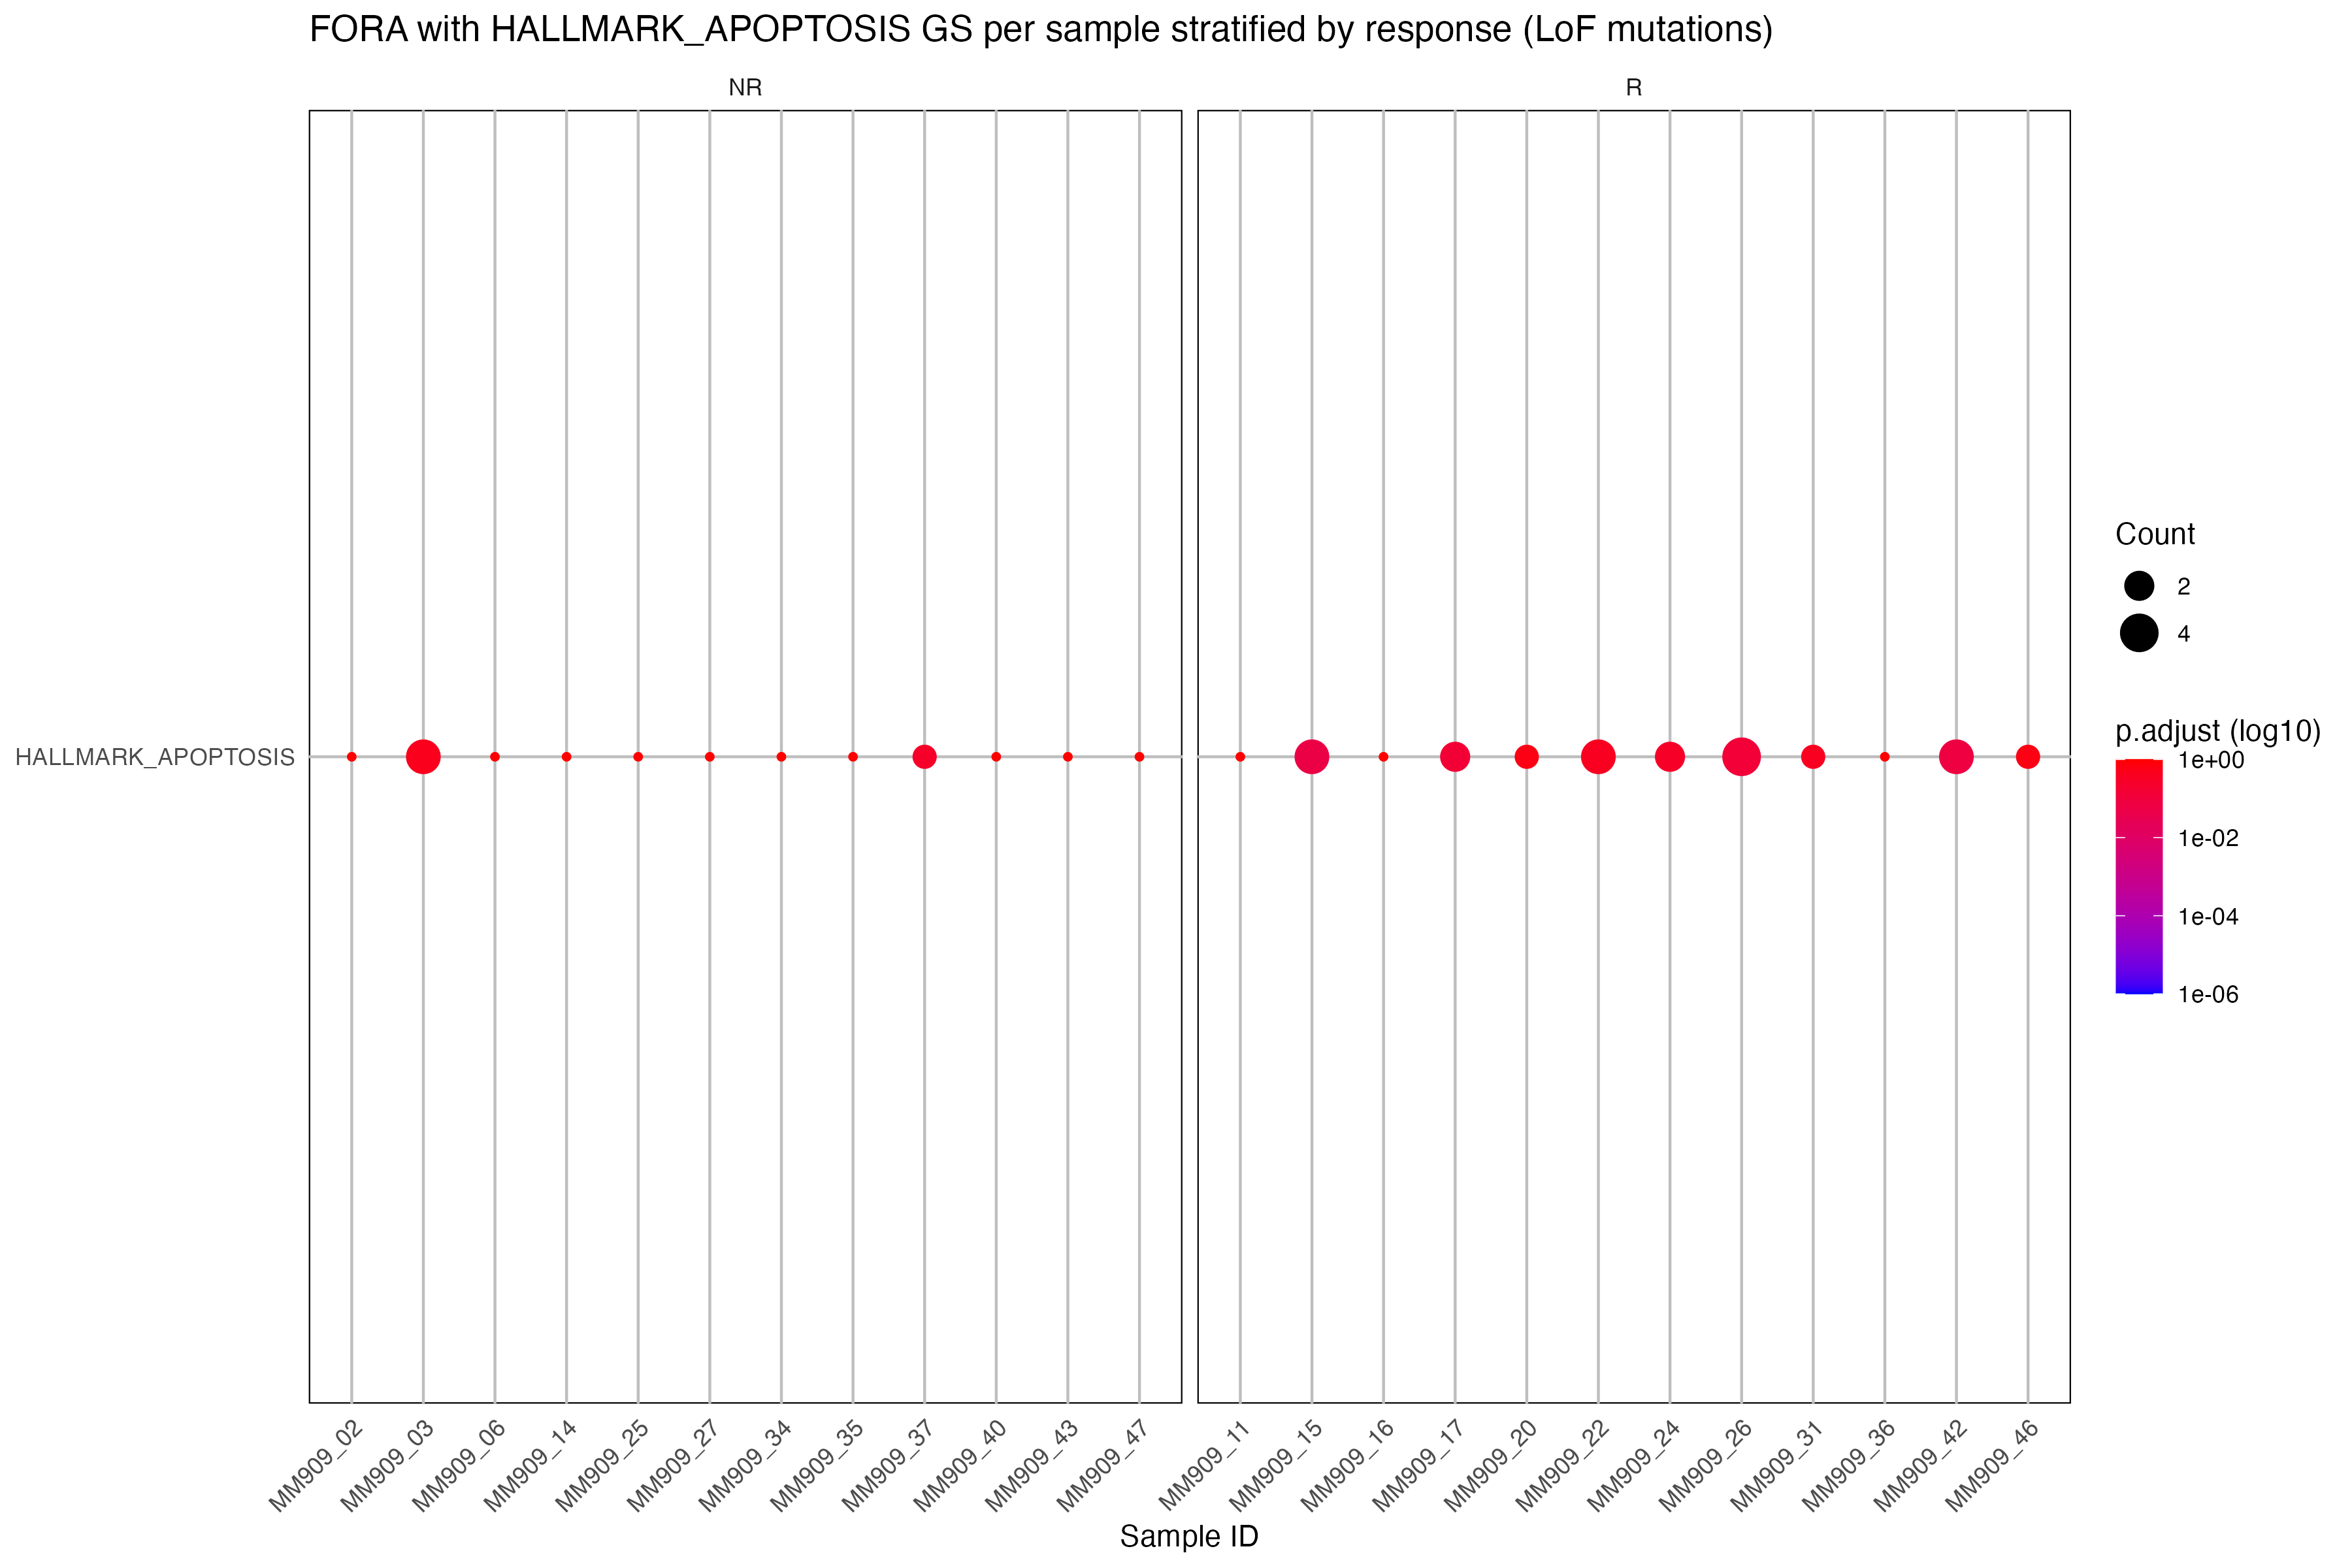 FORA with HALLMARK_APOPTOSIS GS per sample stratified by response (LoF mutations)
NR
R
HALLMARK_APOPTOSIS
Count
2
4
p.adjust (log10)
1e+00
1e-02
1e-04
1e-06
MM909_02
MM909_03
MM909_06
MM909_14
MM909_25
MM909_27
MM909_34
MM909_35
MM909_37
MM909_40
MM909_43
MM909_47
MM909_11
MM909_15
MM909_16
MM909_17
MM909_20
MM909_22
MM909_24
MM909_26
MM909_31
MM909_36
MM909_42
MM909_46
Sample ID